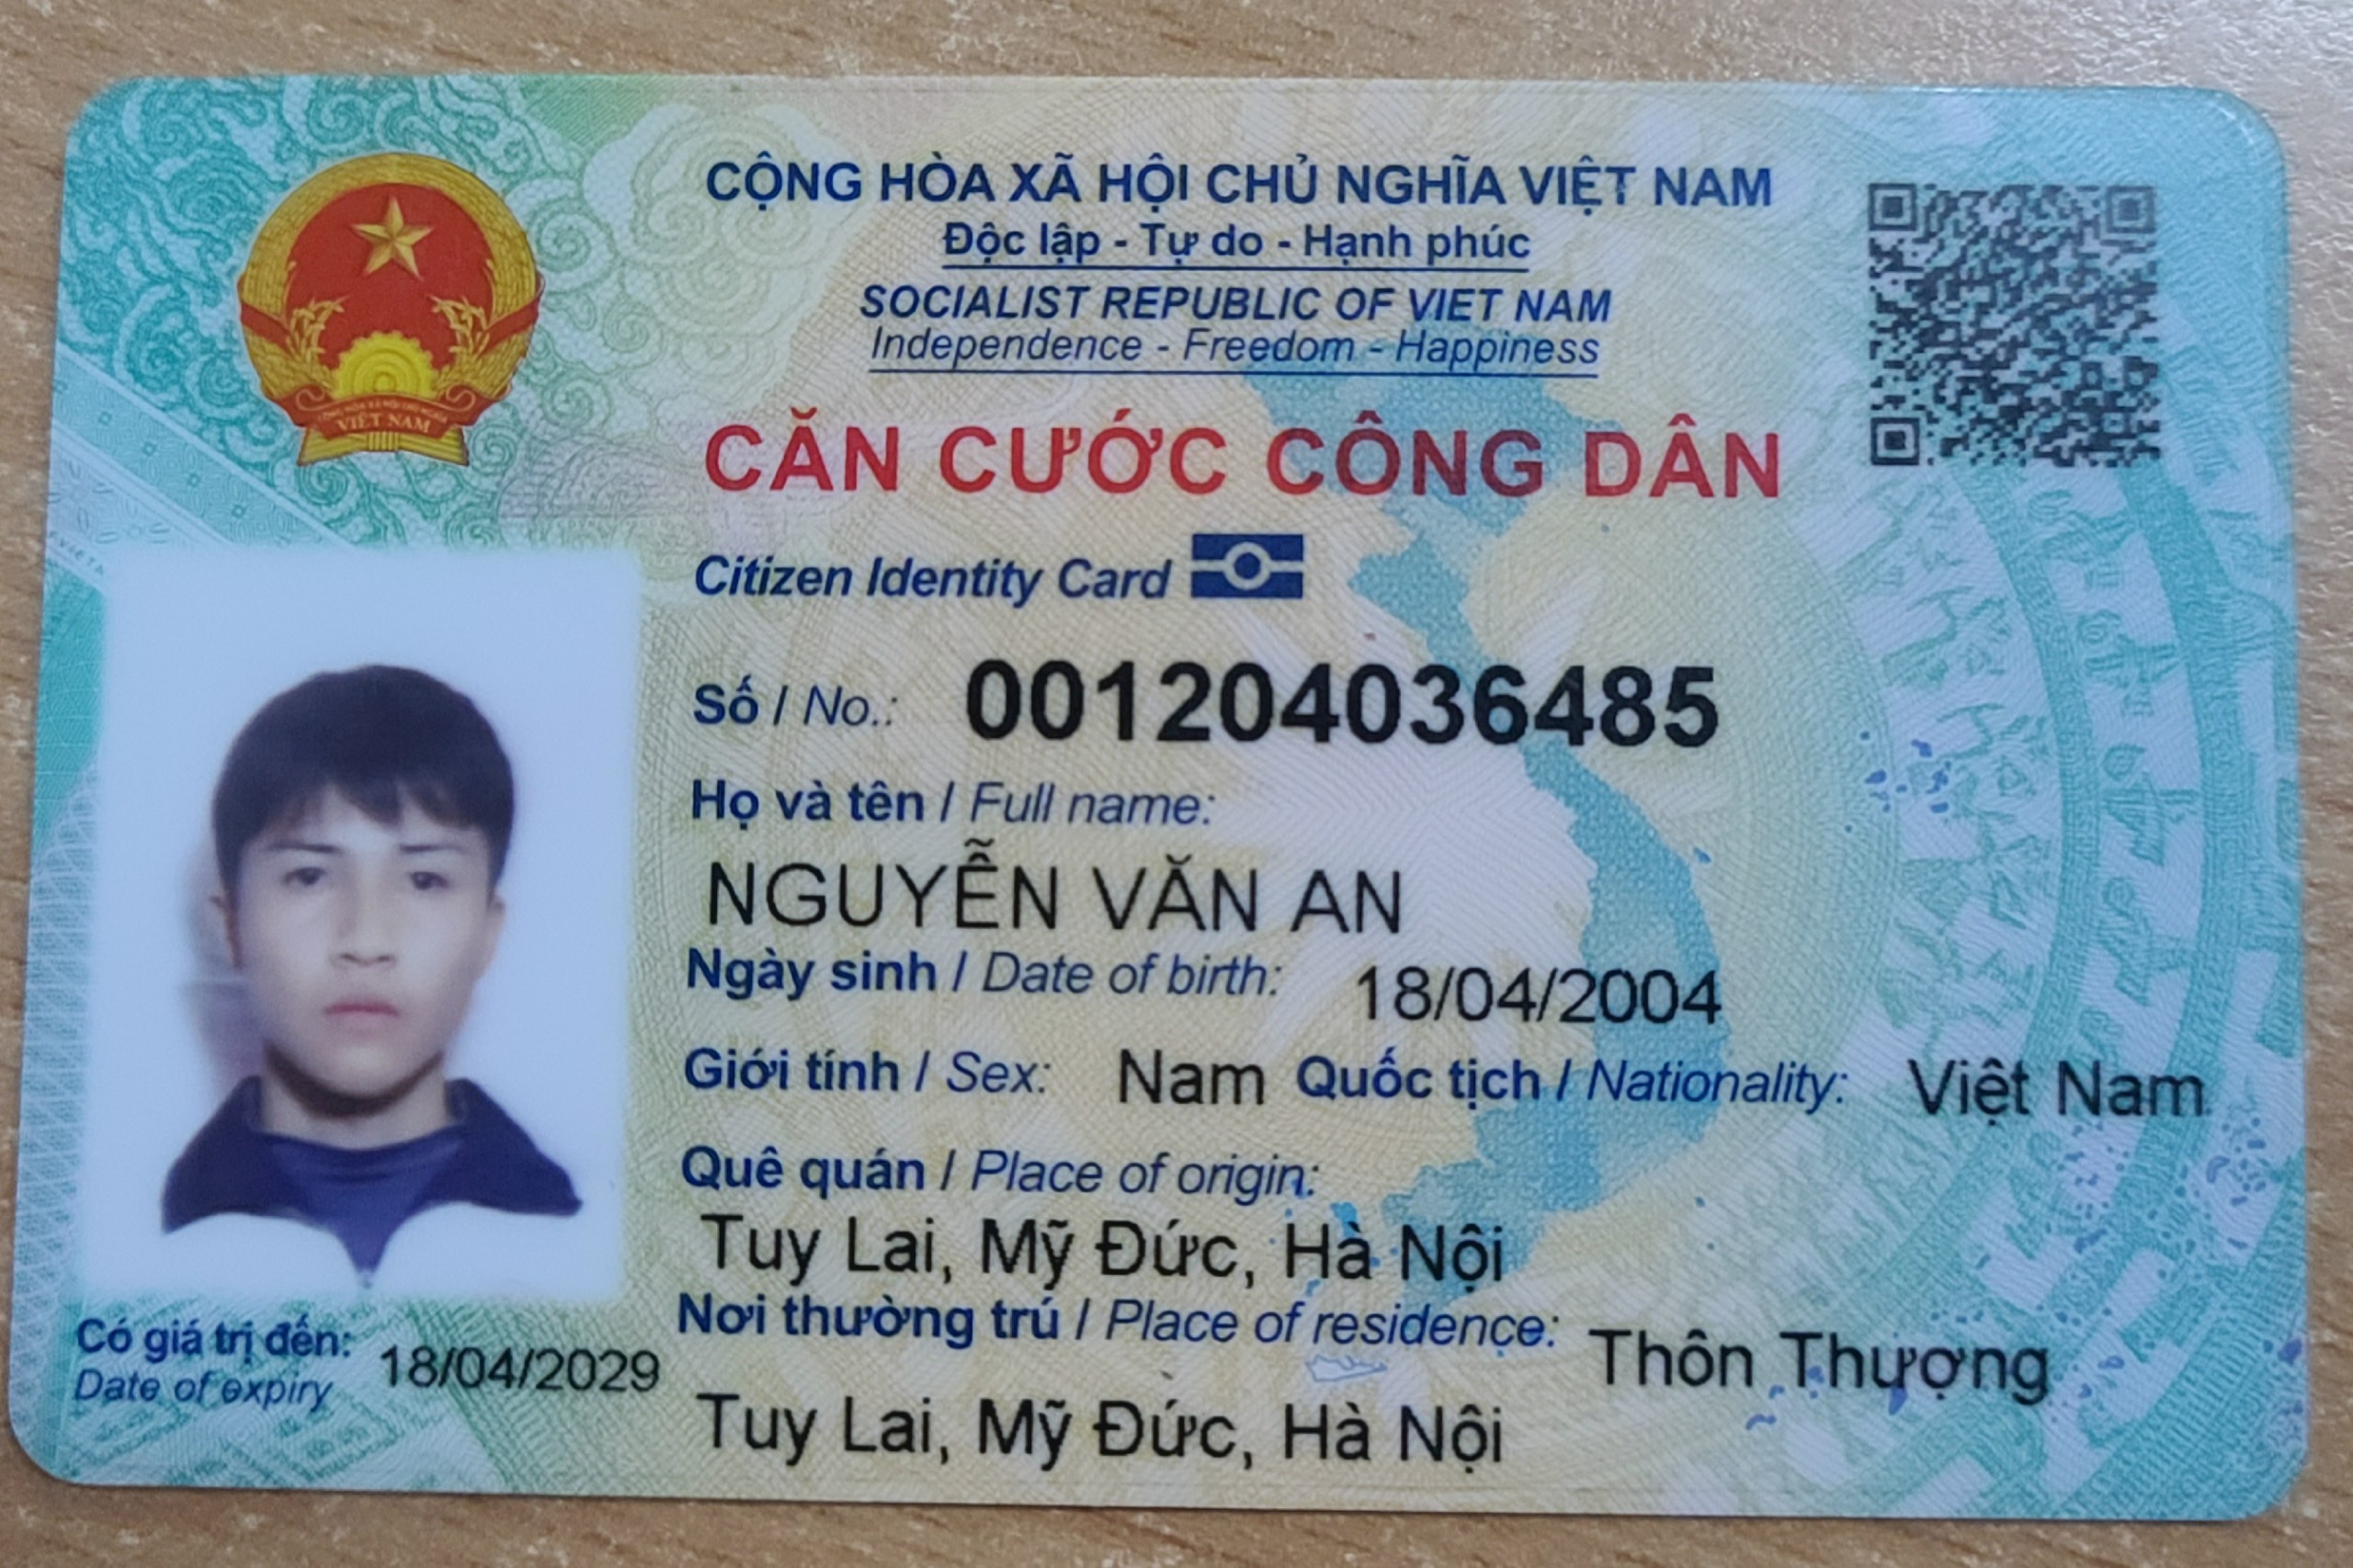 CỘNG HÒA XÃ HỘI CHỦ NGHĨA VIỆT NAM
Độc lập - Tự do - Hạnh phúc
SOCIALIST REPUBLIC OF VIET NAM
Independence - Freedom - Happiness
VIỆT NAM
CĂN CƯỚC CÔNG DÂN
Citizen Identity Card
Số / No.: 001204036485
Họ và tên / Full name:
NGUYỄN VĂN AN
Ngày sinh / Date of birth: 18/04/2004
Giới tính / Sex: Nam Quốc tịch / Nationality: Việt Nam
Quê quán / Place of origin:
Tuy Lai, Mỹ Đức, Hà Nội
Nơi thường trú / Place of residence: Thôn Thượng
Tuy Lai, Mỹ Đức, Hà Nội
Có giá trị đến: 18/04/2029
Date of expiry